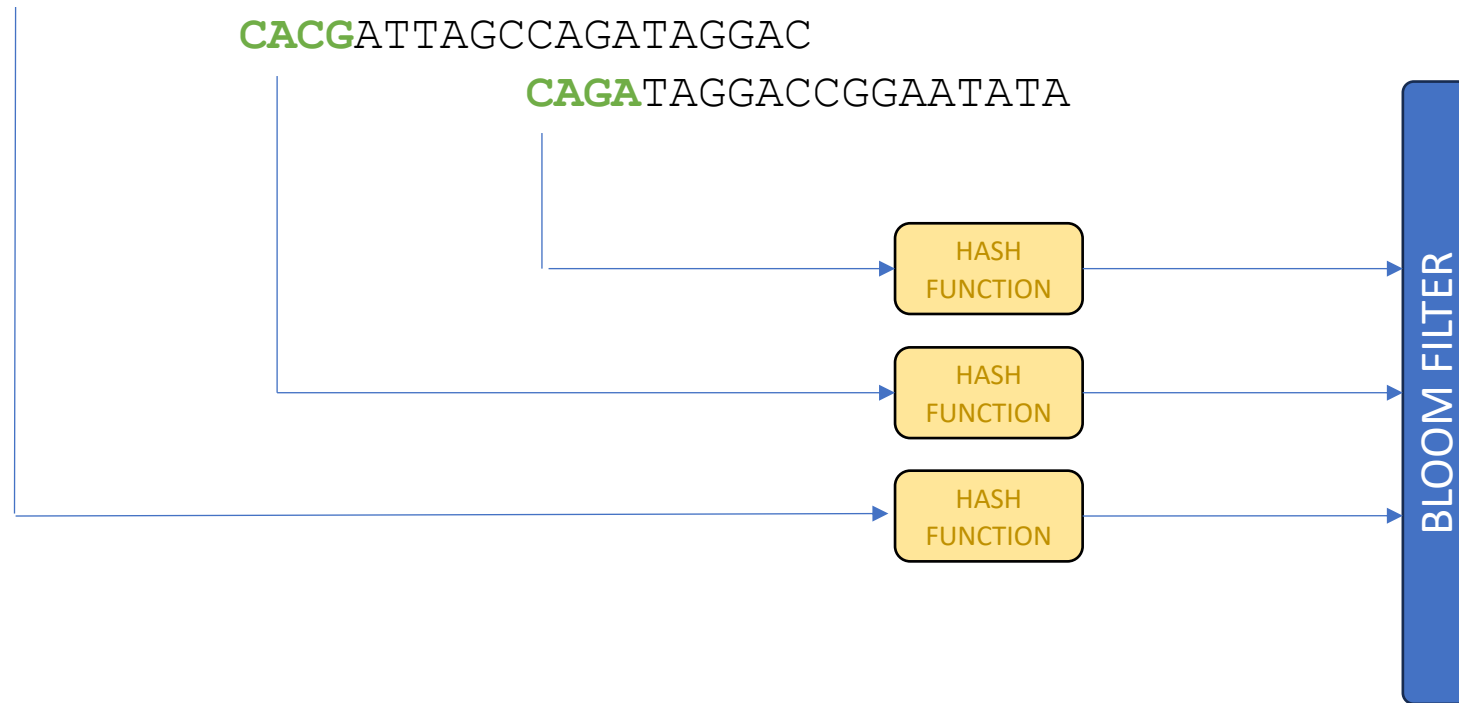 CACGATTAGCCAGATAGGAC
CAGATAGGACCGGAATATA
HASH
FUNCTION
HASH
FUNCTION
HASH
FUNCTION
BLOOM FILTER